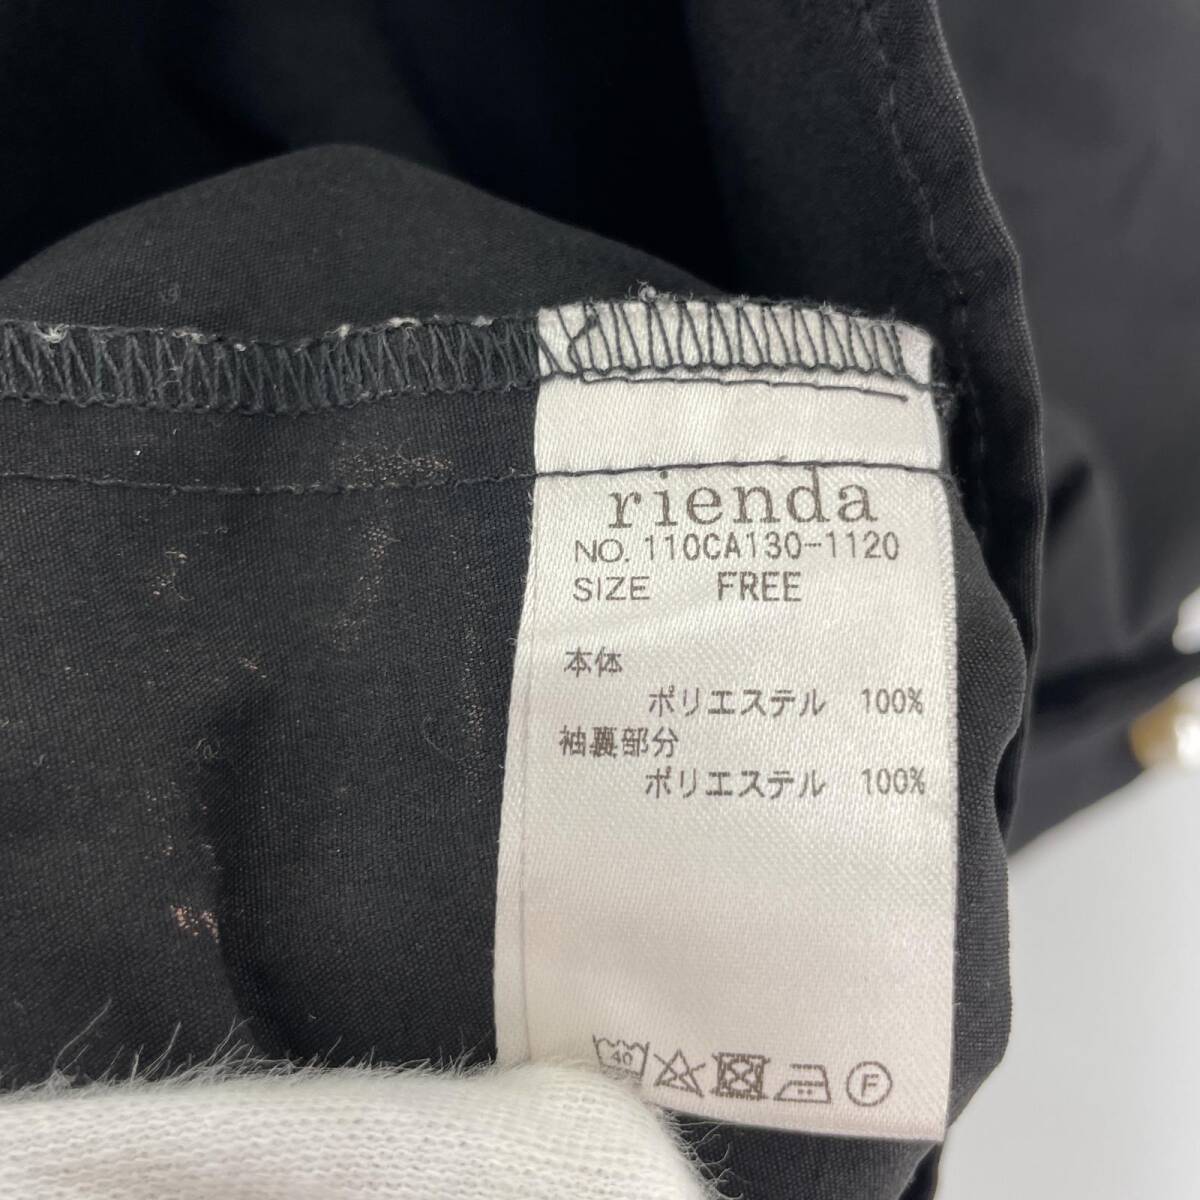 rienda
NO. 110CA130-1120
SIZE FREE
本体
ポリエステル 100%
袖裏部分
ポリエステル 100%
40 F